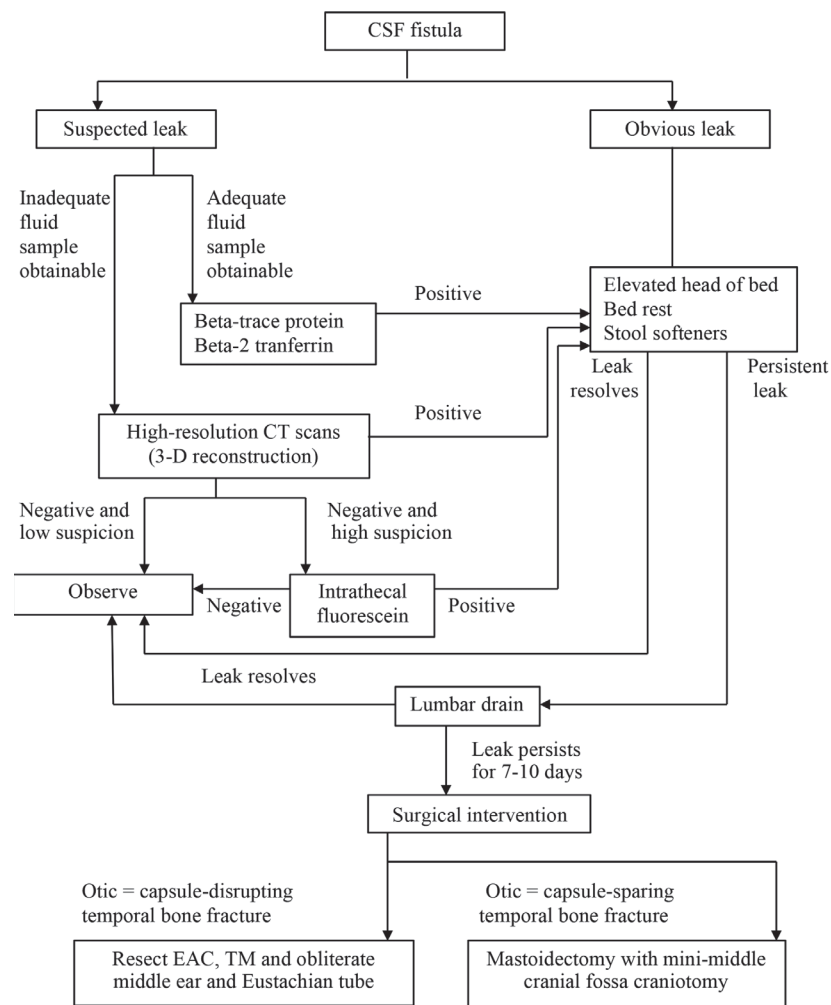 CSF fistula
Suspected leak
Obvious leak
Inadequate
fluid
sample
obtainable
Adequate
fluid
sample
obtainable
Beta-trace protein
Beta-2 tranferrin
Positive
Elevated head of bed
Bed rest
Stool softeners
Leak
resolves
Persistent
leak
High-resolution CT scans
(3-D reconstruction)
Positive
Negative and
low suspicion
Negative and
high suspicion
Observe
Negative
Intrathecal
fluorescein
Positive
Leak resolves
Lumbar drain
Leak persists
for 7-10 days
Surgical intervention
Otic = capsule-disrupting
temporal bone fracture
Otic = capsule-sparing
temporal bone fracture
Resect EAC, TM and obliterate
middle ear and Eustachian tube
Mastoidectomy with mini-middle
cranial fossa craniotomy